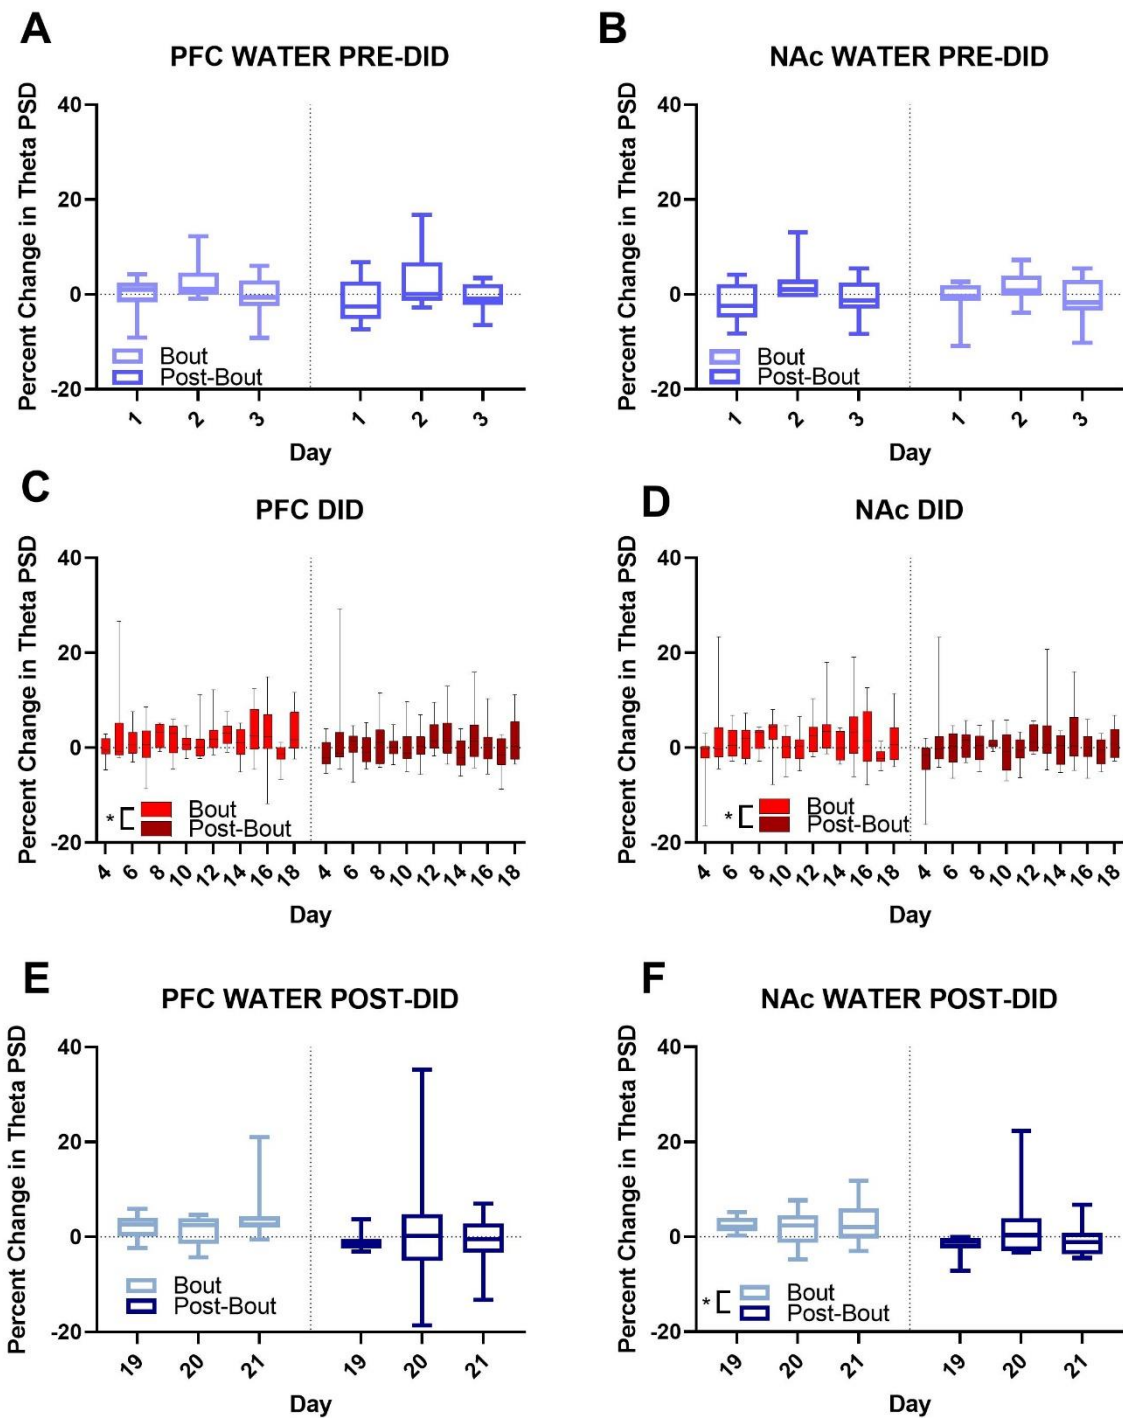 A
PFC WATER PRE-DID
Percent Change in Theta PSD
40
20
0
-20
Bout
Post-Bout
1
2
3
1
2
3
Day
B
NAc WATER PRE-DID
Percent Change in Theta PSD
40
20
0
-20
Bout
Post-Bout
1
2
3
1
2
3
Day
C
PFC DID
Percent Change in Theta PSD
40
20
0
-20
*
Bout
Post-Bout
4
6
8
10
12
14
16
18
4
6
8
10
12
14
16
18
Day
D
NAc DID
Percent Change in Theta PSD
40
20
0
-20
*
Bout
Post-Bout
4
6
8
10
12
14
16
18
4
6
8
10
12
14
16
18
Day
E
PFC WATER POST-DID
Percent Change in Theta PSD
40
20
0
-20
Bout
Post-Bout
19
20
21
19
20
21
Day
F
NAc WATER POST-DID
Percent Change in Theta PSD
40
20
0
-20
*
Bout
Post-Bout
19
20
21
19
20
21
Day